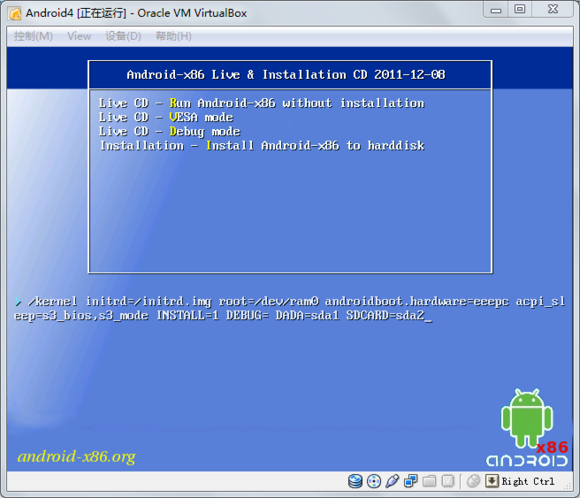 Android4 [正在运行] - Oracle VM VirtualBox
控制(M) View 设备(D) 帮助(H)
Android-x86 Live & Installation CD 2011-12-08
Live CD - Run Android-x86 without installation
Live CD - VESA mode
Live CD - Debug mode
Installation - Install Android-x86 to harddisk
> /kernel initrd=/initrd.img root=/dev/ram0 androidboot.hardware=eeepc acpi_sl
eep=s3_bios,s3_mode INSTALL=1 DEBUG= DADA=sda1 SDCARD=sda2_
x86
android-x86.org
ANDROID
Right Ctrl